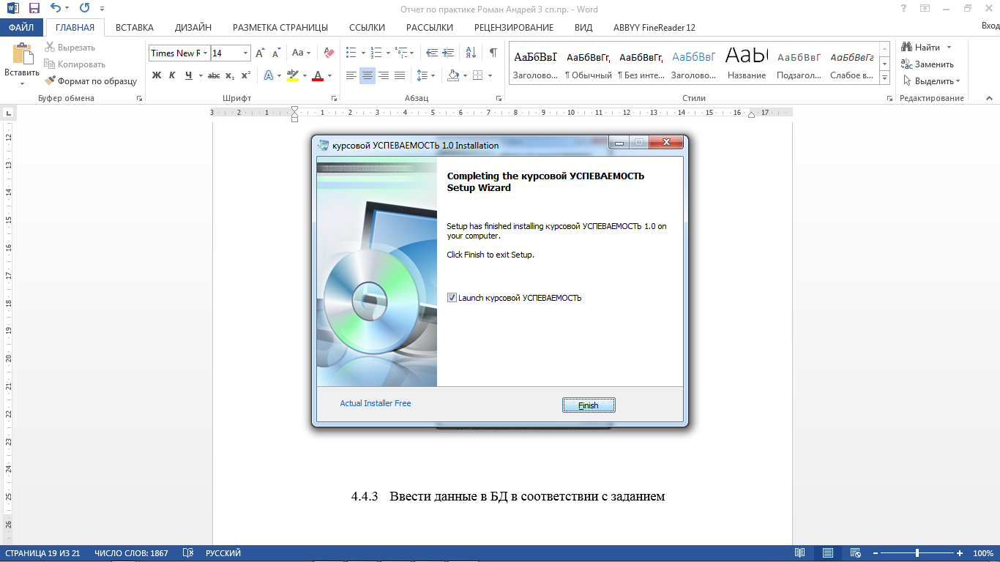 Отчет по практике Роман Андрей 3 сп.пр. - Word
ФАЙЛ ГЛАВНАЯ ВСТАВКА ДИЗАЙН РАЗМЕТКА СТРАНИЦЫ ССЫЛКИ РАССЫЛКИ РЕЦЕНЗИРОВАНИЕ ВИД ABBYY FineReader 12 Вход
Вставить
Вырезать
Копировать
Формат по образцу
Буфер обмена
Times New R 14
Aa
Ж К Ч abc x₂ x²
Шрифт
Абзац
АаБбВвI АаБбВвГг, АаБбВвГг, АаБбВвГ АаЫ АаБбВвГ АаБбВвГг
Заголово... ¶ Обычный ¶ Без инте... Заголово... Название Подзагол... Слабое в...
Стили
Найти
Заменить
Выделить
Редактирование
3 2 1 1 2 3 4 5 6 7 8 9 10 11 12 13 14 15 16 17
12
13
14
15
16
17
18
19
20
21
22
23
24
25
26
курсовой УСПЕВАЕМОСТЬ 1.0 Installation
Completing the курсовой УСПЕВАЕМОСТЬ
Setup Wizard
Setup has finished installing курсовой УСПЕВАЕМОСТЬ 1.0 on
your computer.
Click Finish to exit Setup.
Launch курсовой УСПЕВАЕМОСТЬ
Actual Installer Free
Finish
4.4.3 Ввести данные в БД в соответствии с заданием
СТРАНИЦА 19 ИЗ 21 ЧИСЛО СЛОВ: 1867 РУССКИЙ 100%